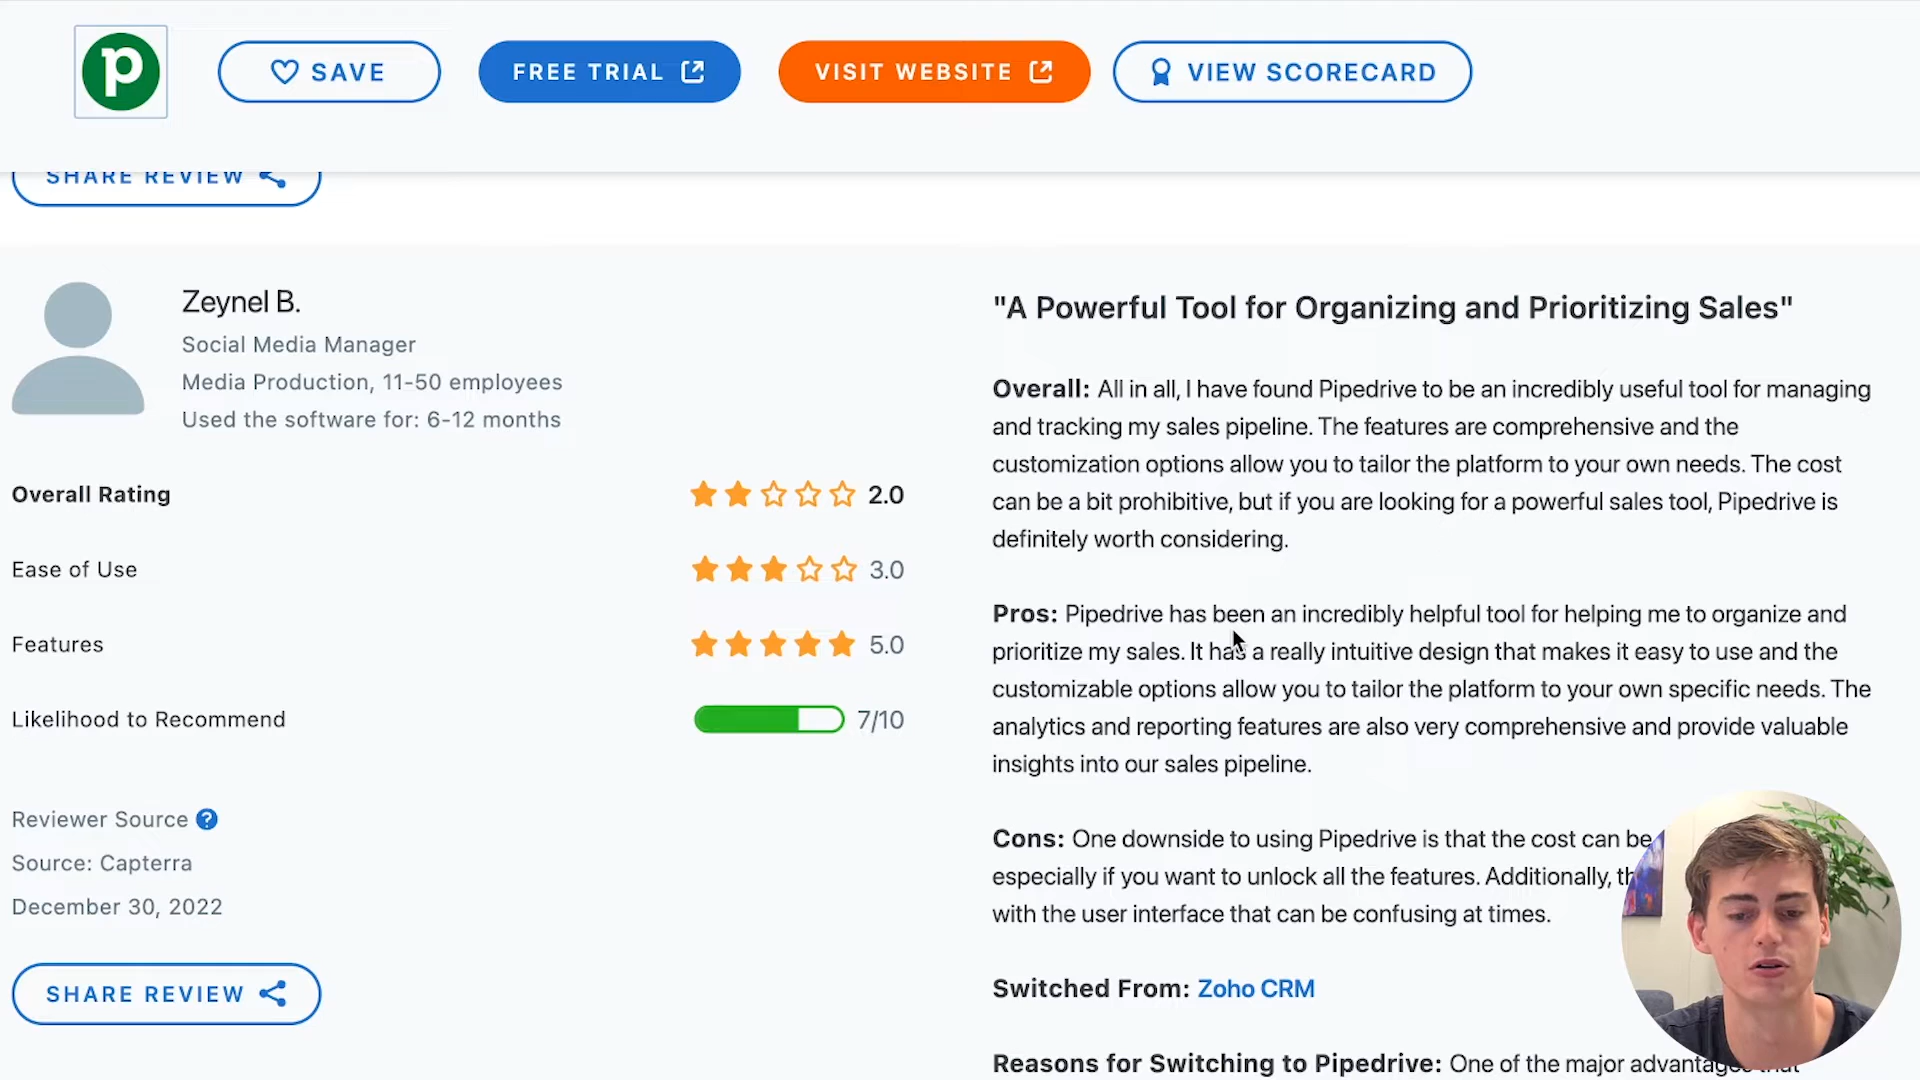 p
SAVE
FREE TRIAL
VISIT WEBSITE
VIEW SCORECARD
SHARE REVIEW
Zeynel B.
Social Media Manager
Media Production, 11-50 employees
Used the software for: 6-12 months
Overall Rating 2.0
Ease of Use 3.0
Features 5.0
Likelihood to Recommend 7/10
Reviewer Source ?
Source: Capterra
December 30, 2022
SHARE REVIEW
"A Powerful Tool for Organizing and Prioritizing Sales"
Overall: All in all, I have found Pipedrive to be an incredibly useful tool for managing
and tracking my sales pipeline. The features are comprehensive and the
customization options allow you to tailor the platform to your own needs. The cost
can be a bit prohibitive, but if you are looking for a powerful sales tool, Pipedrive is
definitely worth considering.
Pros: Pipedrive has been an incredibly helpful tool for helping me to organize and
prioritize my sales. It has a really intuitive design that makes it easy to use and the
customizable options allow you to tailor the platform to your own specific needs. The
analytics and reporting features are also very comprehensive and provide valuable
insights into our sales pipeline.
Cons: One downside to using Pipedrive is that the cost can be
especially if you want to unlock all the features. Additionally,
with the user interface that can be confusing at times.
Switched From: Zoho CRM
Reasons for Switching to Pipedrive: One of the major advantages that